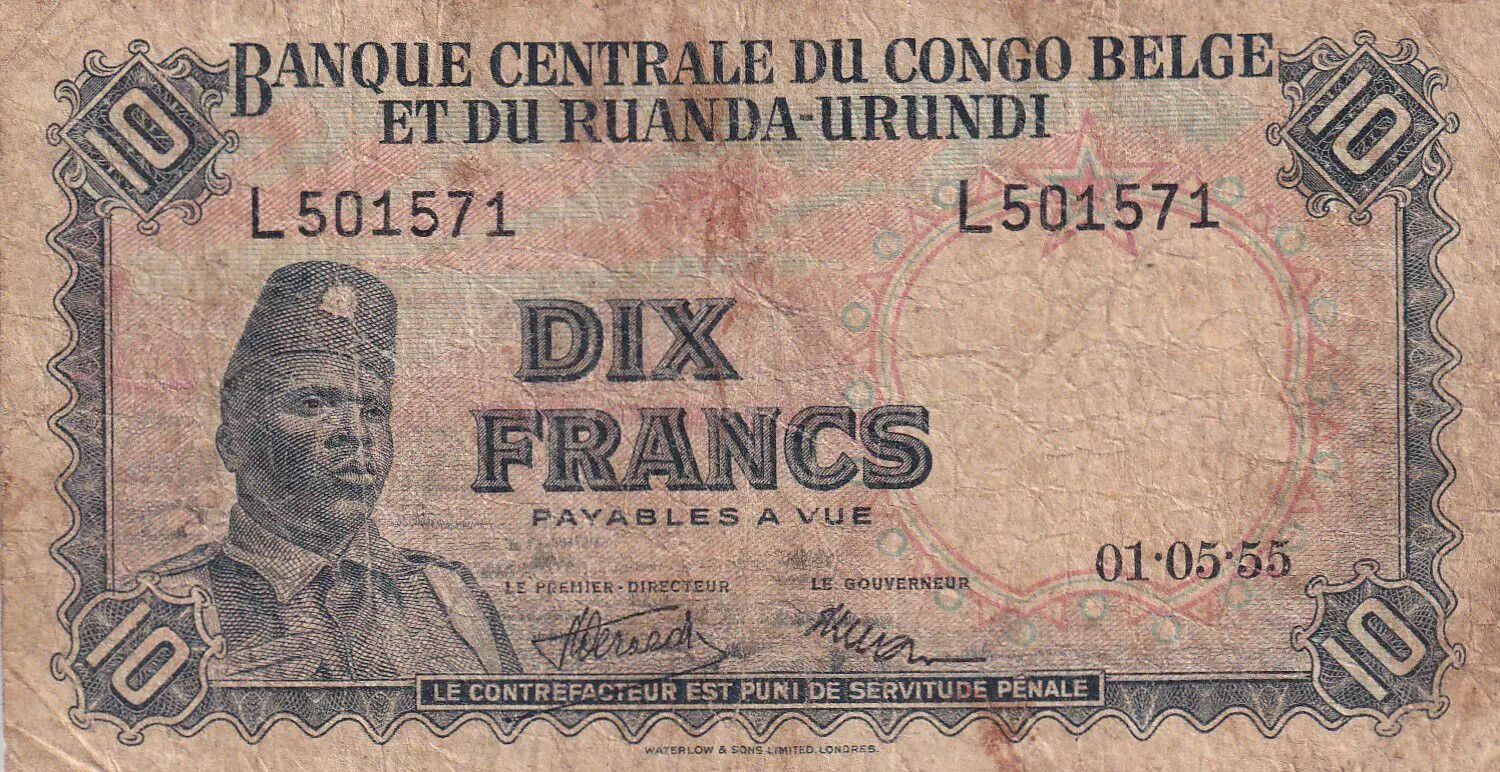 10
10
BANQUE CENTRALE DU CONGO BELGE
ET DU RUANDA-URUNDI
L501571
L501571
DIX
FRANCS
PAYABLES A VUE
01·05·55
LE PREMIER-DIRECTEUR
LE GOUVERNEUR
10
10
LE CONTREFACTEUR EST PUNI DE SERVITUDE PÉNALE
WATERLOW & SONS LIMITED, LONDRES.